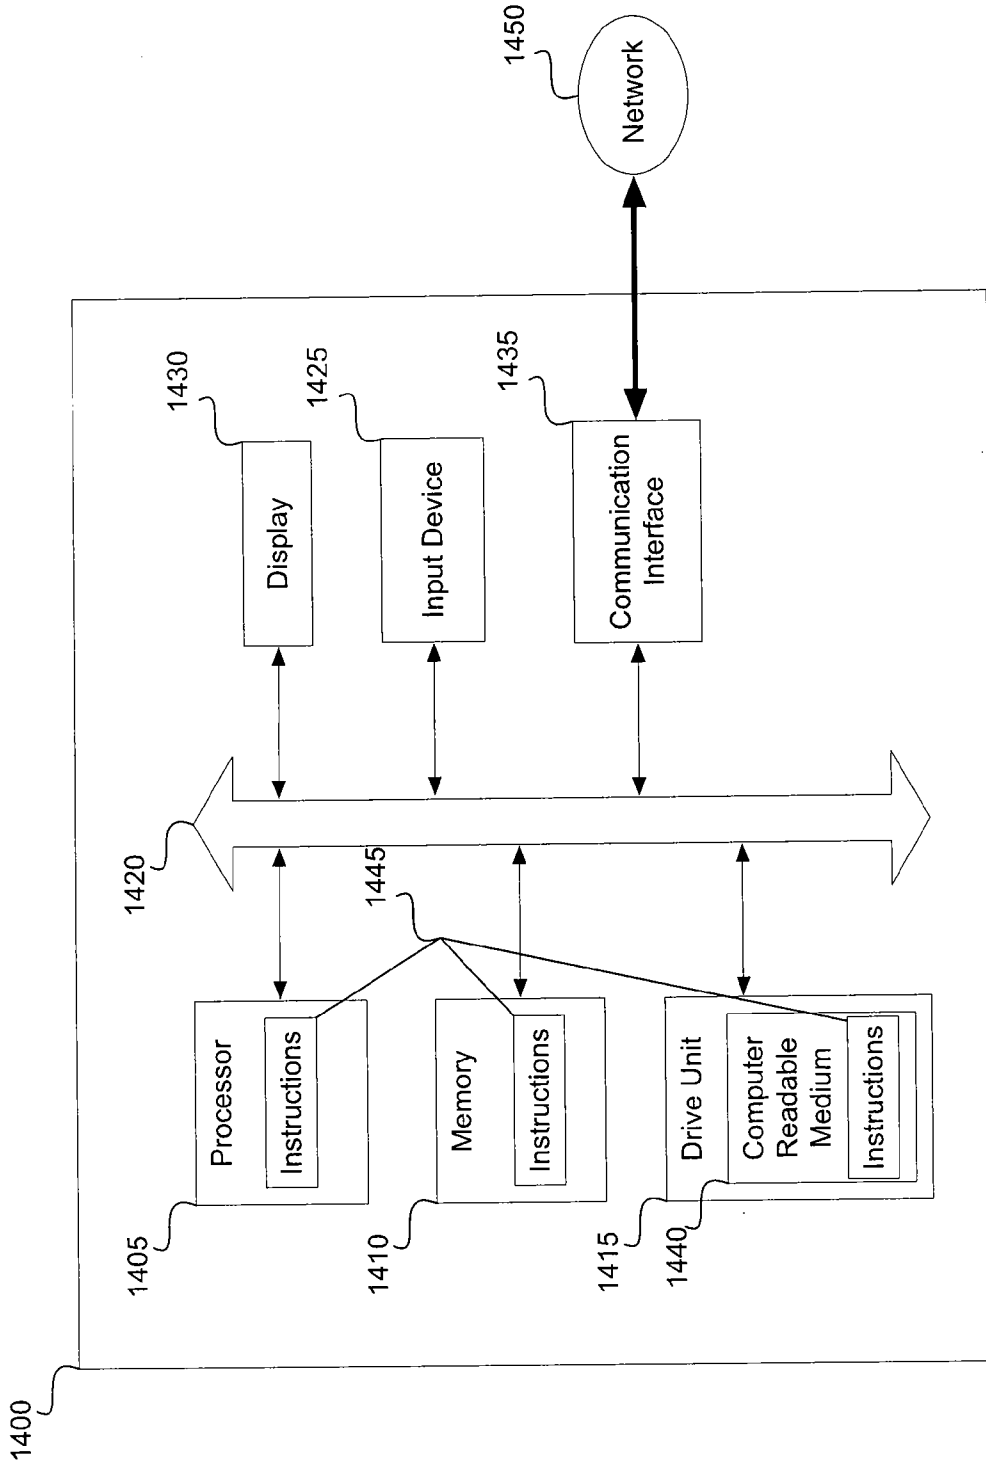 1400
1405
Processor
Instructions
1410
Memory
Instructions
1415
Drive Unit
1440
Computer
Readable
Medium
Instructions
1420
1445
1430
Display
1425
Input Device
1435
Communication
Interface
1450
Network